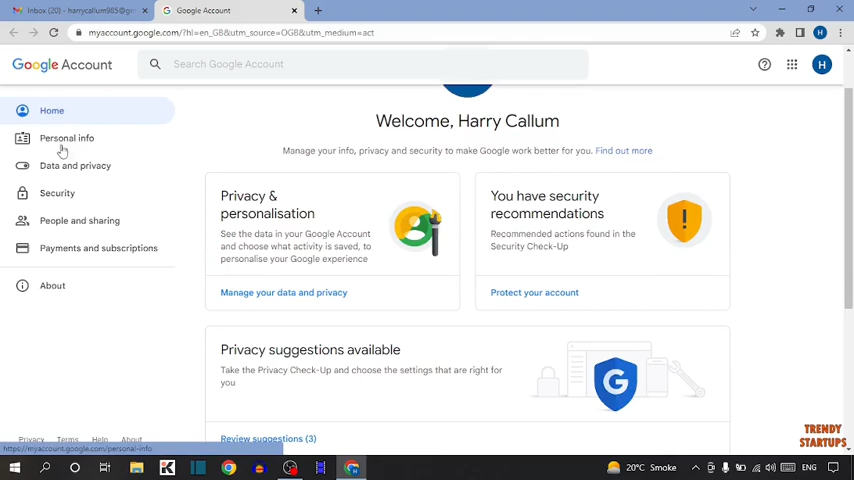 Inbox (20) - harrycallum985@gm
Google Account
myaccount.google.com/?hl=en_GB&utm_source=OGB&utm_medium=act
H
Google Account
Search Google Account
H
Home
Personal info
Data and privacy
Security
People and sharing
Payments and subscriptions
About
Welcome, Harry Callum
Manage your info, privacy and security to make Google work better for you. Find out more
Privacy &
personalisation
See the data in your Google Account
and choose what activity is saved, to
personalise your Google experience
Manage your data and privacy
You have security
recommendations
Recommended actions found in the
Security Check-Up
Protect your account
Privacy suggestions available
Take the Privacy Check-Up and choose the settings that are right for
you
G
Review suggestions (3)
Privacy Terms Help About
https://myaccount.google.com/personal-info
TRENDY
STARTUPS
20°C Smoke
ENG